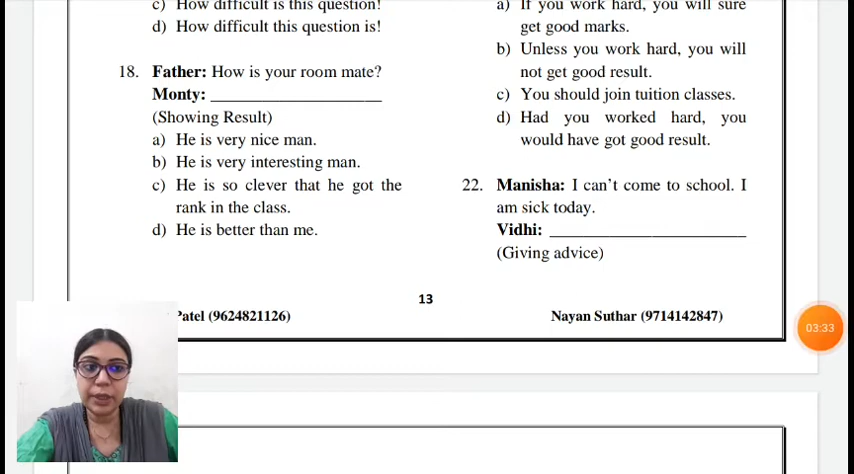 c) How difficult is this question!
d) How difficult this question is!
18. Father: How is your room mate?
Monty: ____________________
(Showing Result)
a) He is very nice man.
b) He is very interesting man.
c) He is so clever that he got the
rank in the class.
d) He is better than me.
a) If you work hard, you will sure
get good marks.
b) Unless you work hard, you will
not get good result.
c) You should join tuition classes.
d) Had you worked hard, you
would have got good result.
22. Manisha: I can't come to school. I
am sick today.
Vidhi: ____________________
(Giving advice)
13
Patel (9624821126)
Nayan Suthar (9714142847)
03:33